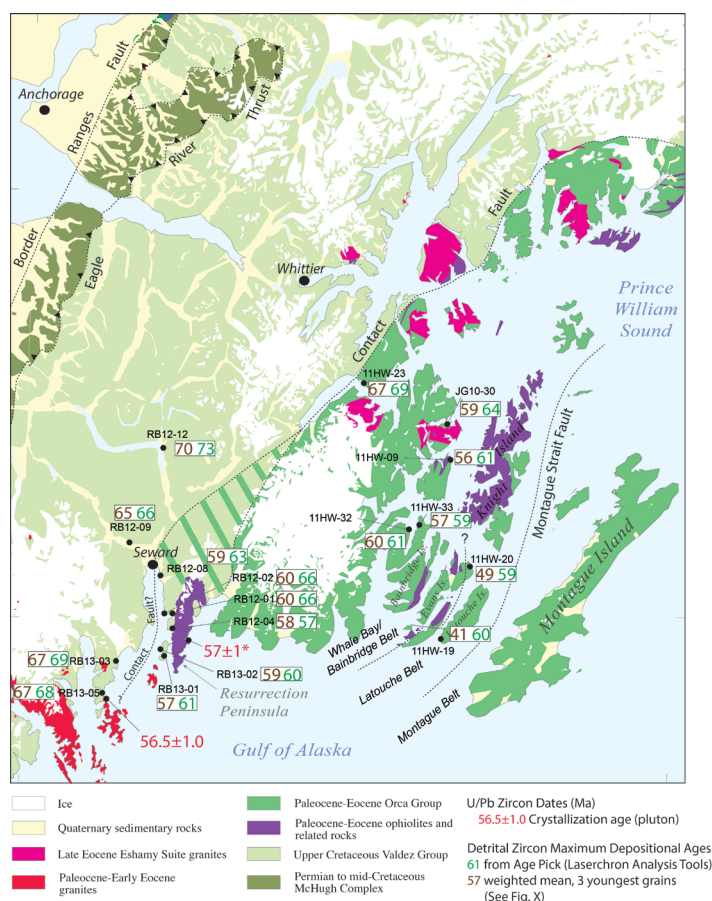 Anchorage
Border
Ranges
Fault
Eagle
River
Thrust
Whittier
Contact
Fault
Prince
William
Sound
11HW-23
67 69
JG10-30
59 64
RB12-12
70 73
11HW-09
56 61
Knight
Island
Montague Strait Fault
65 66
RB12-09
11HW-33
57 59
11HW-32
60 61
?
Seward
59 63
RB12-08
11HW-20
49 59
RB12-02
60 66
RB12-01
60 66
RB12-04
58 57
Fault?
Contact
?
Bainbridge Is.
Evans Is.
Latouche Is.
Montague Island
41 60
11HW-19
Whale Bay/
Bainbridge Belt
Latouche Belt
Montague Belt
57±1*
67 69
RB13-03
67 68
RB13-05
RB13-02
59 60
RB13-01
57 61
Resurrection
Peninsula
56.5±1.0
Gulf of Alaska
Ice
Quaternary sedimentary rocks
Late Eocene Eshamy Suite granites
Paleocene-Early Eocene
granites
Paleocene-Eocene Orca Group
Paleocene-Eocene ophiolites and
related rocks
Upper Cretaceous Valdez Group
Permian to mid-Cretaceous
McHugh Complex
U/Pb Zircon Dates (Ma)
56.5±1.0 Crystallization age (pluton)
Detrital Zircon Maximum Depositional Ages
61 from Age Pick (Laserchron Analysis Tools)
57 weighted mean, 3 youngest grains
(See Fig. X)